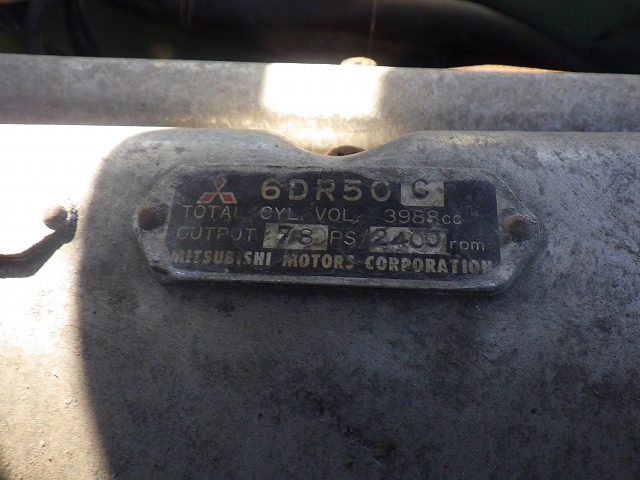 6DR50C
TOTAL CYL. VOL. 3988cc
OUTPUT 78 PS/2400 rpm
MITSUBISHI MOTORS CORPORATION